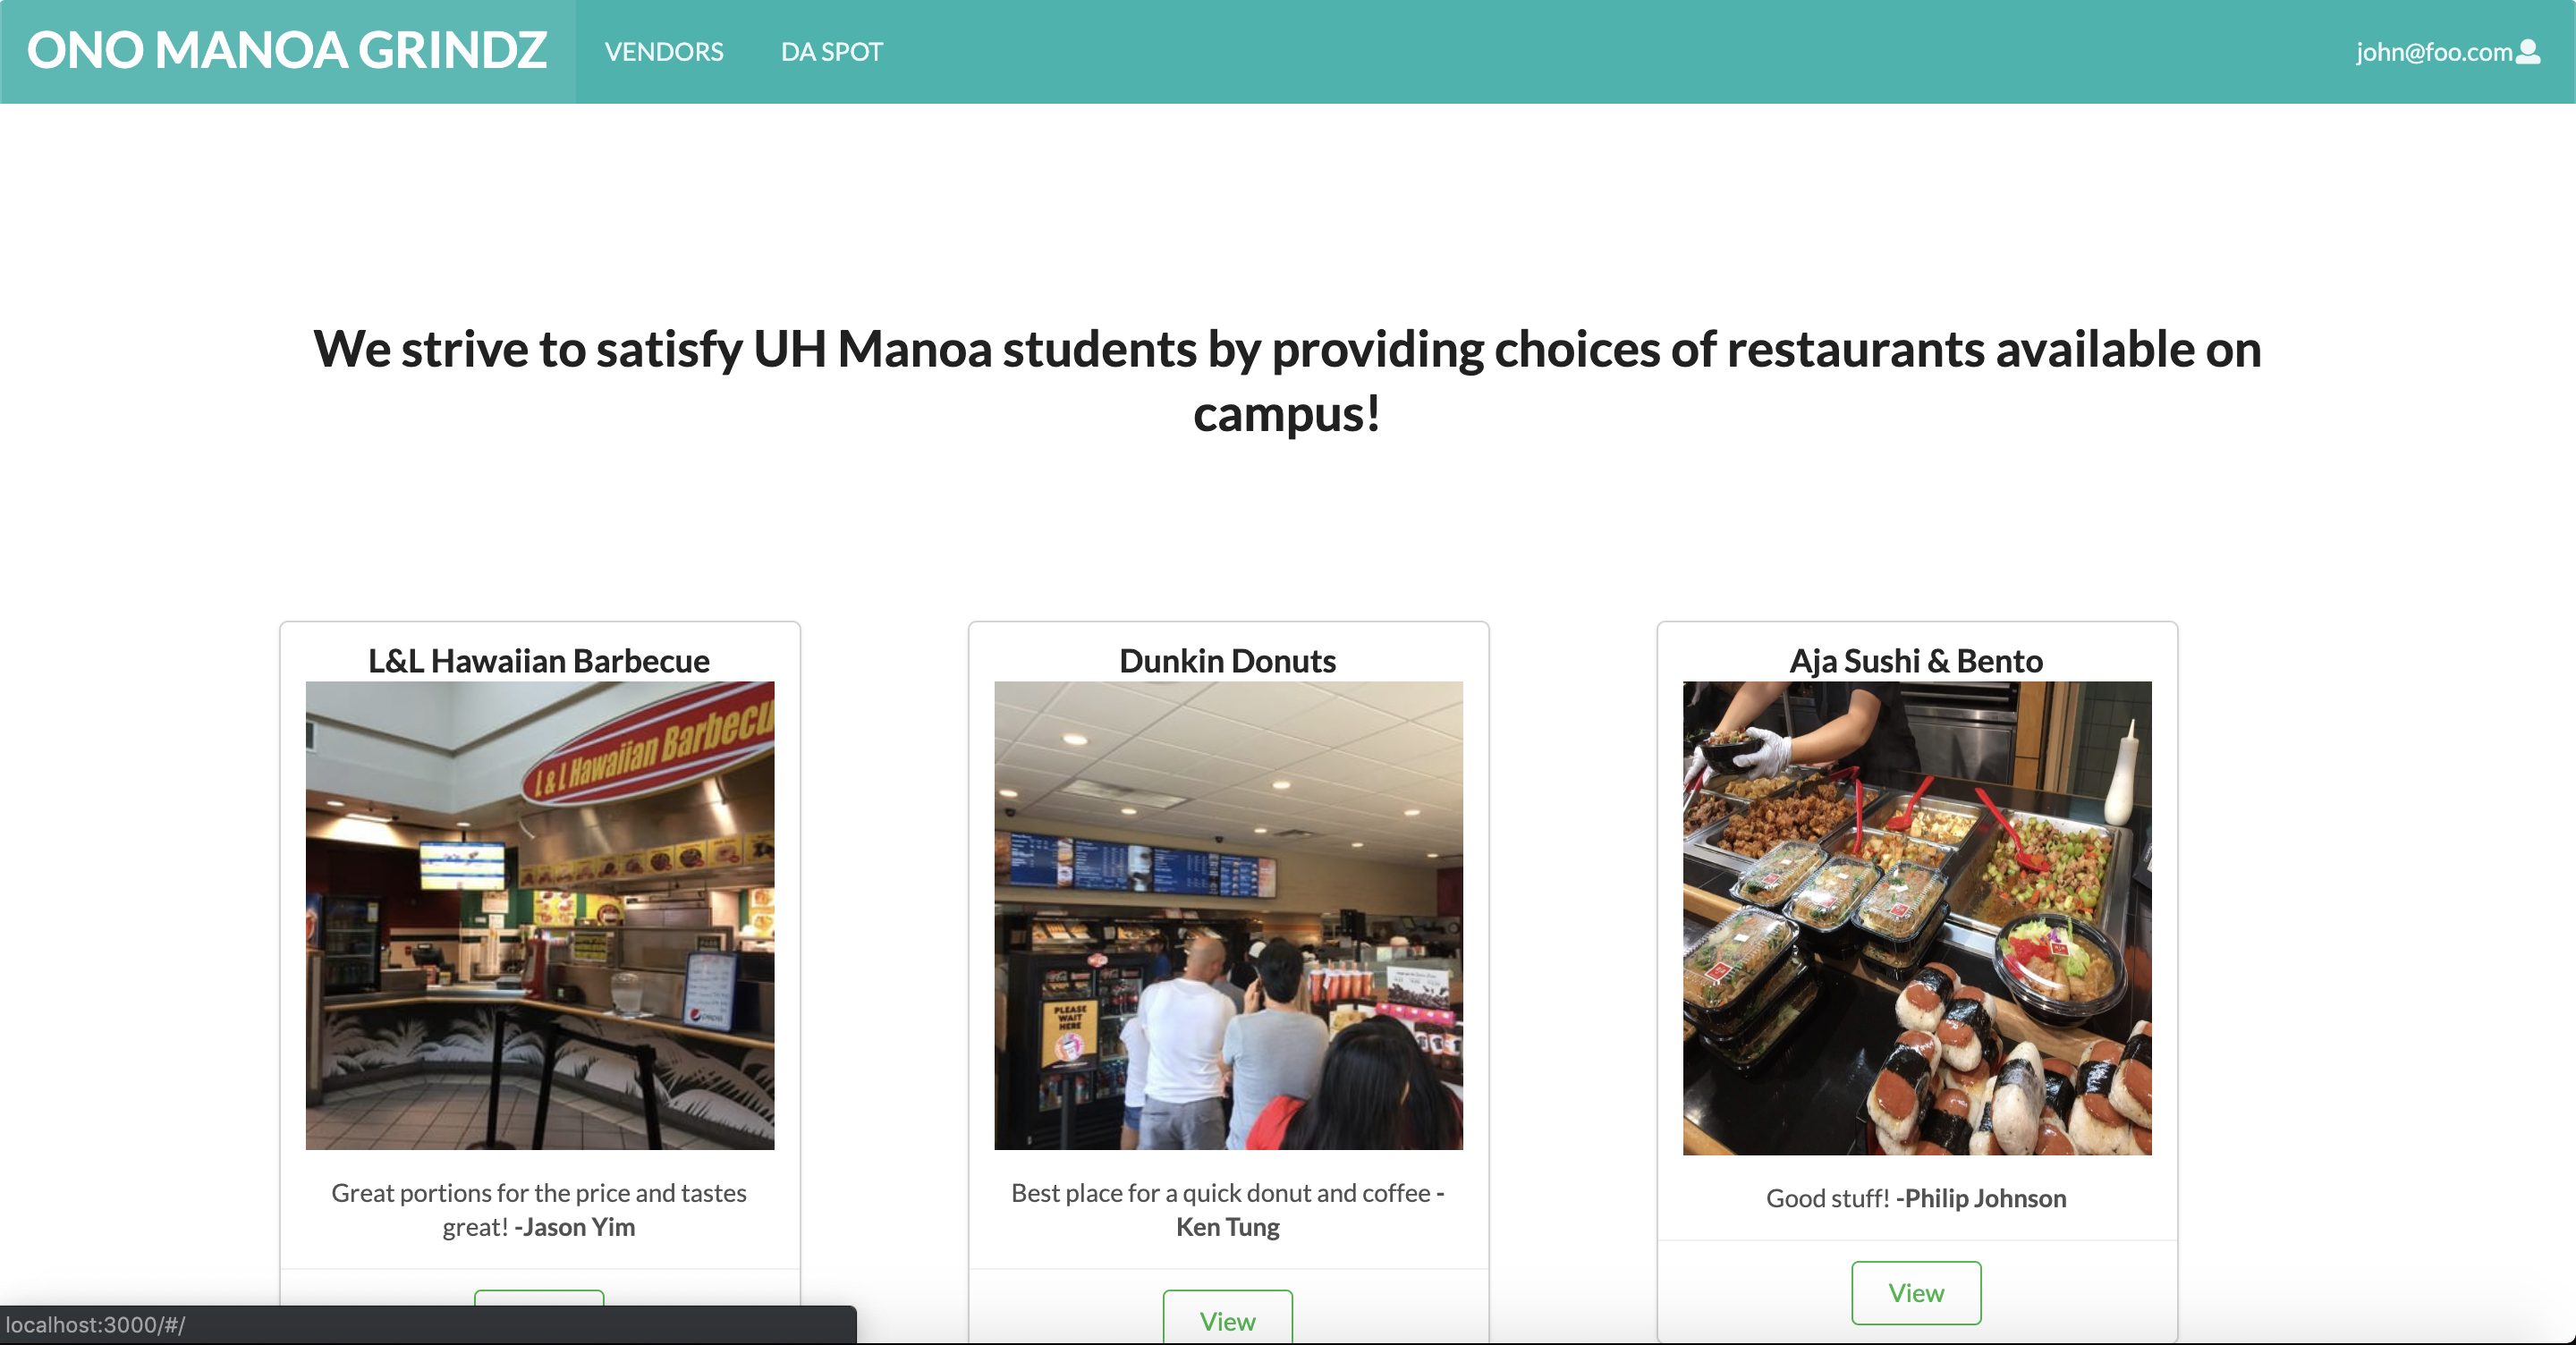 ONO MANOA GRINDZ
VENDORS
DA SPOT
john@foo.com
We strive to satisfy UH Manoa students by providing choices of restaurants available on
campus!
L&L Hawaiian Barbecue
L & L Hawaiian Barbecu
Great portions for the price and tastes
great! -Jason Yim
Dunkin Donuts
PLEASE
WAIT
HERE
Best place for a quick donut and coffee -
Ken Tung
View
Aja Sushi & Bento
Good stuff! -Philip Johnson
View
localhost:3000/#/